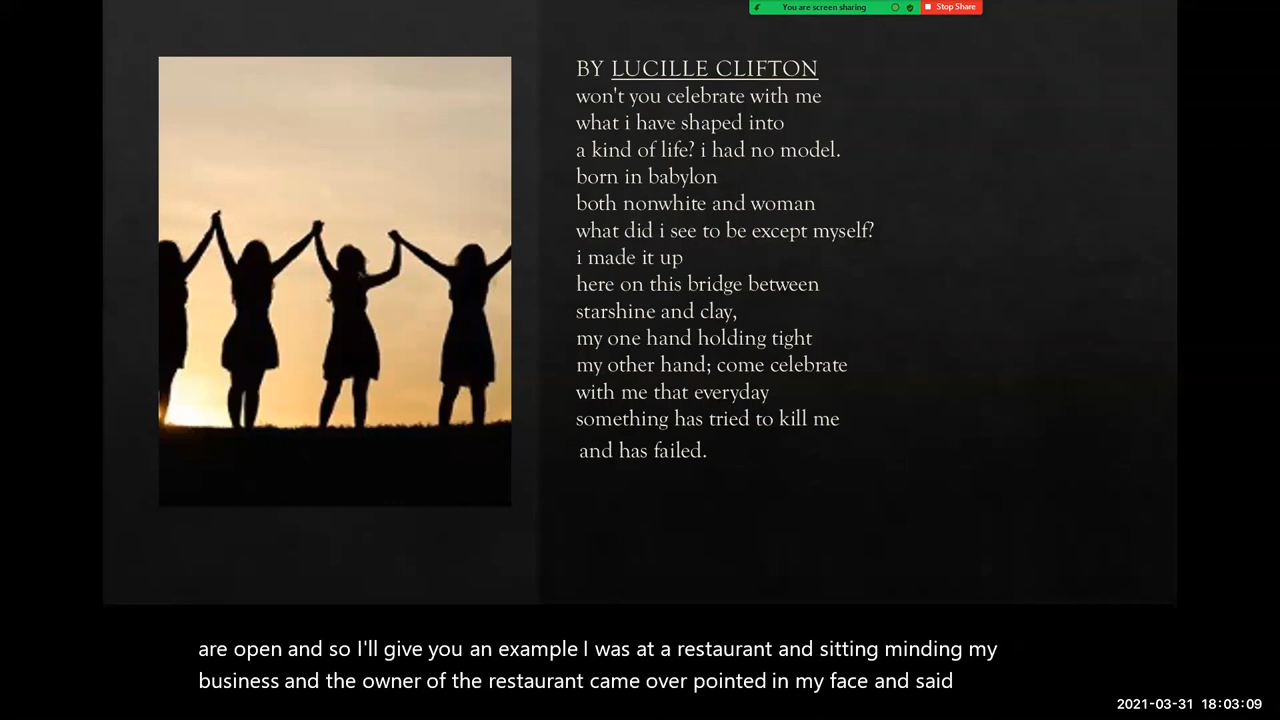 You are screen sharing
Stop Share
BY LUCILLE CLIFTON
won't you celebrate with me
what i have shaped into
a kind of life? i had no model.
born in babylon
both nonwhite and woman
what did i see to be except myself?
i made it up
here on this bridge between
starshine and clay,
my one hand holding tight
my other hand; come celebrate
with me that everyday
something has tried to kill me
and has failed.
are open and so I'll give you an example I was at a restaurant and sitting minding my
business and the owner of the restaurant came over pointed in my face and said
2021-03-31 18:03:09